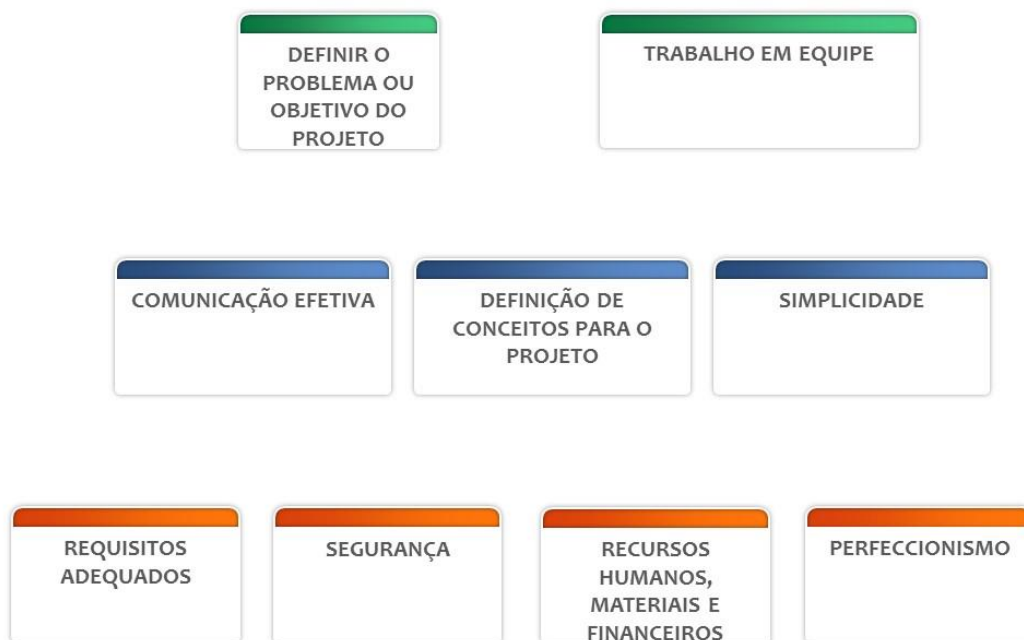 DEFINIR O
PROBLEMA OU
OBJETIVO DO
PROJETO
TRABALHO EM EQUIPE
COMUNICAÇÃO EFETIVA
DEFINIÇÃO DE
CONCEITOS PARA O
PROJETO
SIMPLICIDADE
REQUISITOS
ADEQUADOS
SEGURANÇA
RECURSOS
HUMANOS,
MATERIAIS E
FINANCEIROS
PERFECCIONISMO